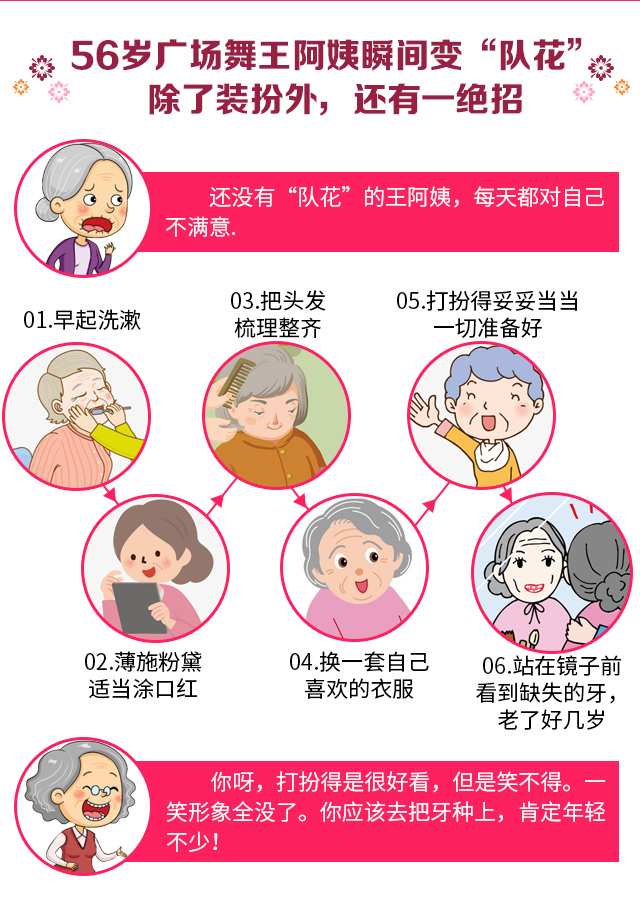 56岁广场舞王阿姨瞬间变“队花”
除了装扮外，还有一绝招
还没有“队花”的王阿姨，每天都对自己
不满意.
01.早起洗漱
03.把头发
梳理整齐
05.打扮得妥妥当当
一切准备好
02.薄施粉黛
适当涂口红
04.换一套自己
喜欢的衣服
06.站在镜子前
看到缺失的牙，
老了好几岁
你呀，打扮得是很好看，但是笑不得。一
笑形象全没了。你应该去把牙种上，肯定年轻
不少！